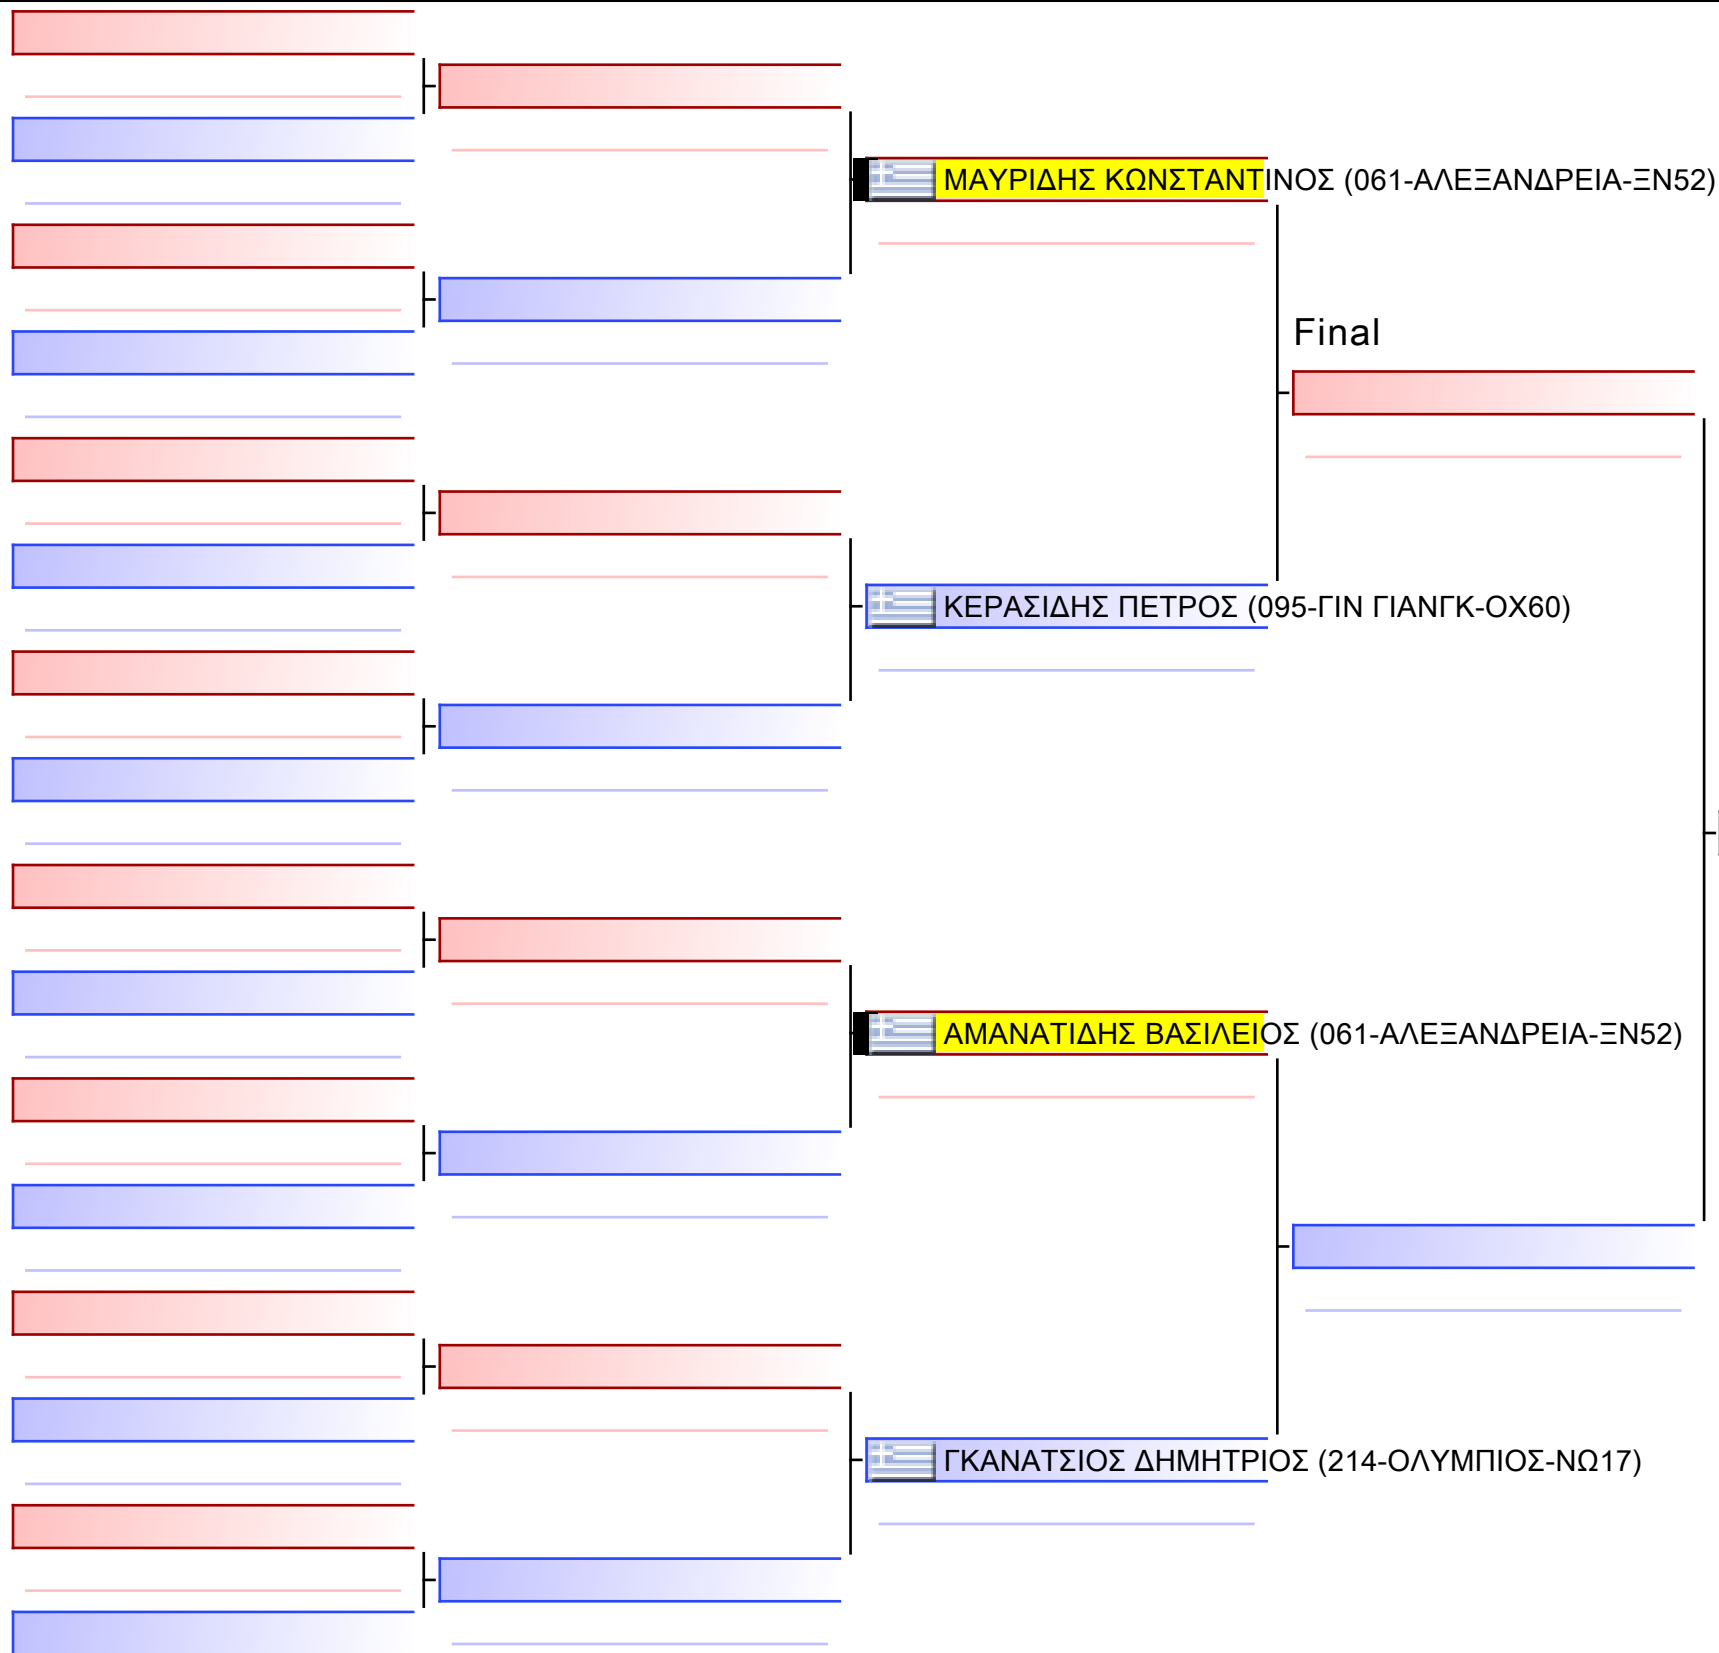 ΜΑΥΡΙΔΗΣ ΚΩΝΣΤΑΝΤΙΝΟΣ (061-ΑΛΕΞΑΝΔΡΕΙΑ-ΞΝ52)
Final
ΚΕΡΑΣΙΔΗΣ ΠΕΤΡΟΣ (095-ΓΙΝ ΓΙΑΝΓΚ-ΟΧ60)
ΑΜΑΝΑΤΙΔΗΣ ΒΑΣΙΛΕΙΟΣ (061-ΑΛΕΞΑΝΔΡΕΙΑ-ΞΝ52)
ΓΚΑΝΑΤΣΙΟΣ ΔΗΜΗΤΡΙΟΣ (214-ΟΛΥΜΠΙΟΣ-ΝΩ17)